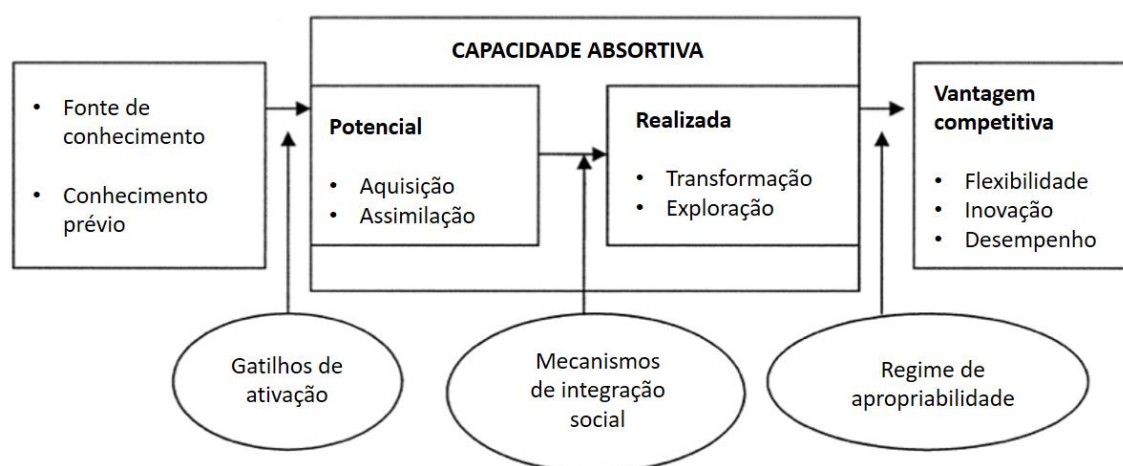 CAPACIDADE ABSORTIVA
• Fonte de
conhecimento
• Conhecimento
prévio
Potencial
• Aquisição
• Assimilação
Realizada
• Transformação
• Exploração
Vantagem
competitiva
• Flexibilidade
• Inovação
• Desempenho
Gatilhos de
ativação
Mecanismos
de integração
social
Regime de
apropriabilidade